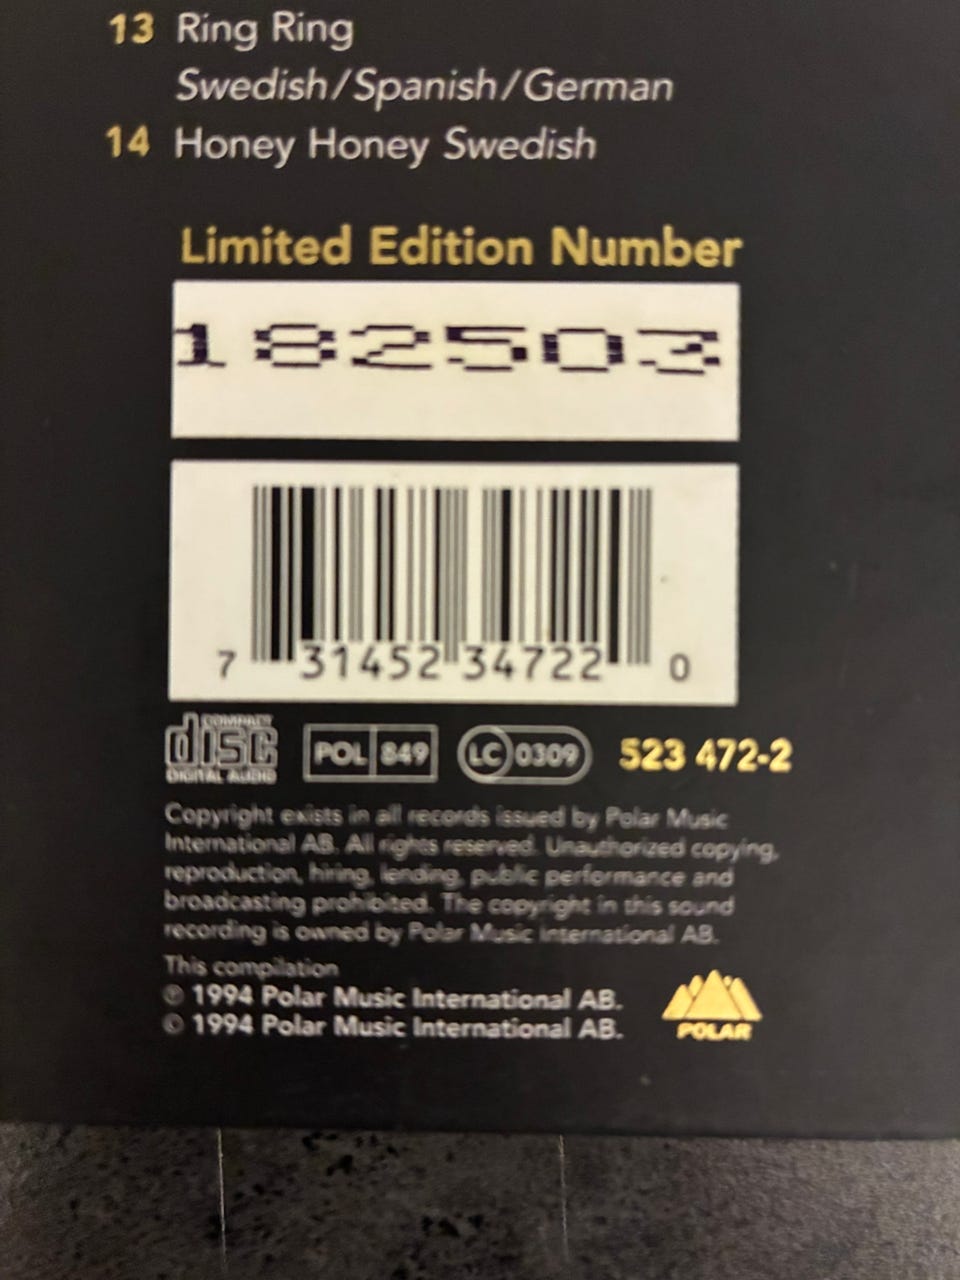 13 Ring Ring
Swedish/Spanish/German
14 Honey Honey Swedish
Limited Edition Number
182503
7 31452 34722 0
COMPACT
disc
DIGITAL AUDIO
POL 849
LC 0309
523 472-2
Copyright exists in all records issued by Polar Music
International AB. All rights reserved. Unauthorized copying,
reproduction, hiring, lending, public performance and
broadcasting prohibited. The copyright in this sound
recording is owned by Polar Music International AB.
This compilation
℗ 1994 Polar Music International AB.
© 1994 Polar Music International AB.
POLAR